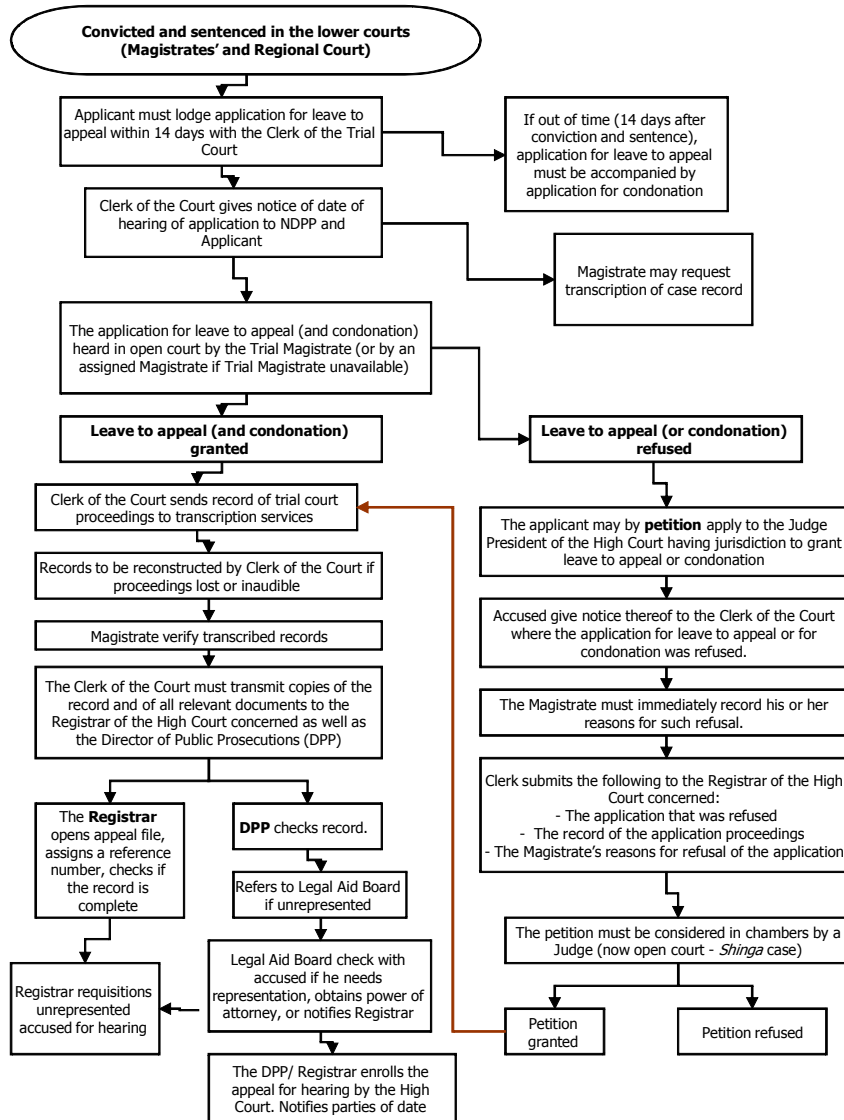 Convicted and sentenced in the lower courts
(Magistrates' and Regional Court)
Applicant must lodge application for leave to
appeal within 14 days with the Clerk of the Trial
Court
If out of time (14 days after
conviction and sentence),
application for leave to appeal
must be accompanied by
application for condonation
Clerk of the Court gives notice of date of
hearing of application to NDPP and
Applicant
Magistrate may request
transcription of case record
The application for leave to appeal (and condonation)
heard in open court by the Trial Magistrate (or by an
assigned Magistrate if Trial Magistrate unavailable)
Leave to appeal (and condonation)
granted
Leave to appeal (or condonation)
refused
Clerk of the Court sends record of trial court
proceedings to transcription services
Records to be reconstructed by Clerk of the Court if
proceedings lost or inaudible
Magistrate verify transcribed records
The Clerk of the Court must transmit copies of the
record and of all relevant documents to the
Registrar of the High Court concerned as well as
the Director of Public Prosecutions (DPP)
The Registrar
opens appeal file,
assigns a reference
number, checks if
the record is
complete
DPP checks record.
Refers to Legal Aid Board
if unrepresented
Legal Aid Board check with
accused if he needs
representation, obtains power of
attorney, or notifies Registrar
Registrar requisitions
unrepresented
accused for hearing
The DPP/ Registrar enrolls the
appeal for hearing by the High
Court. Notifies parties of date
The applicant may by petition apply to the Judge
President of the High Court having jurisdiction to grant
leave to appeal or condonation
Accused give notice thereof to the Clerk of the Court
where the application for leave to appeal or for
condonation was refused.
The Magistrate must immediately record his or her
reasons for such refusal.
Clerk submits the following to the Registrar of the High
Court concerned:
- The application that was refused
- The record of the application proceedings
- The Magistrate's reasons for refusal of the application
The petition must be considered in chambers by a
Judge (now open court - Shinga case)
Petition
granted
Petition refused